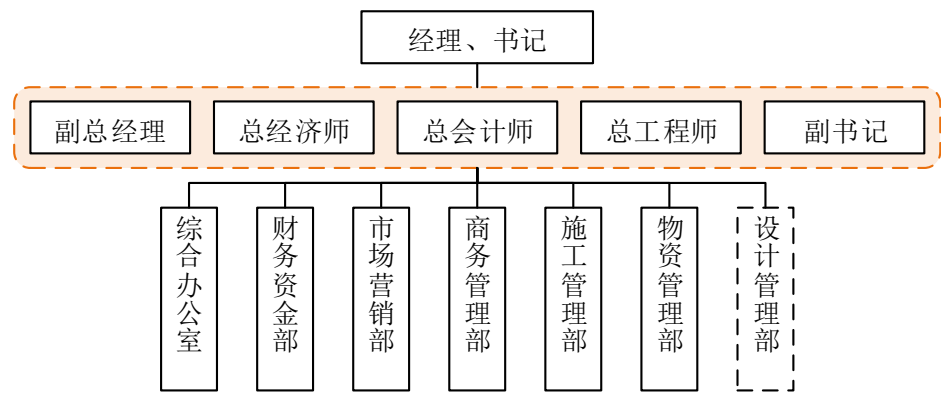 经理、书记
副总经理
总经济师
总会计师
总工程师
副书记
综合办公室
财务资金部
市场营销部
商务管理部
施工管理部
物资管理部
设计管理部